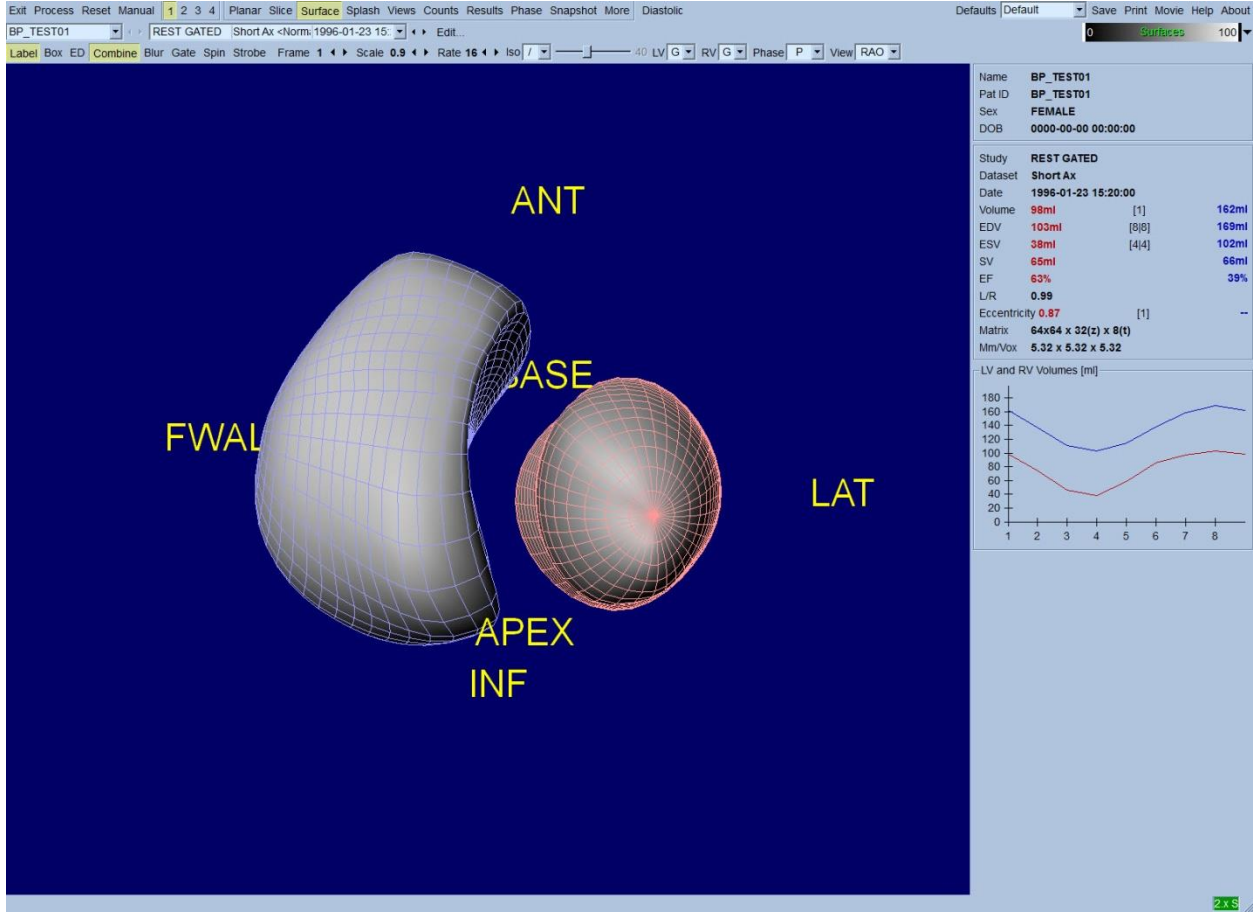 Exit Process Reset Manual 1 2 3 4 Planar Slice Surface Splash Views Counts Results Phase Snapshot More Diastolic Defaults Default Save Print Movie Help About
BP_TEST01 REST GATED Short Ax <Norm 1996-01-23 15: Edit... 0 Surfaces 100
Label Box ED Combine Blur Gate Spin Strobe Frame 1 Scale 0.9 Rate 16 Iso / 40 LV G RV G Phase P View RAO
Name BP_TEST01
Pat ID BP_TEST01
Sex FEMALE
DOB 0000-00-00 00:00:00
Study REST GATED
Dataset Short Ax
Date 1996-01-23 15:20:00
Volume 98ml [1] 162ml
EDV 103ml [8|8] 169ml
ESV 38ml [4|4] 102ml
SV 65ml 66ml
EF 63% 39%
L/R 0.99
Eccentricity 0.87 [1] --
Matrix 64x64 x 32(z) x 8(t)
Mm/Vox 5.32 x 5.32 x 5.32
LV and RV Volumes [ml]
180
160
140
120
100
80
60
40
20
0
1 2 3 4 5 6 7 8
ANT
BASE
FWAL
LAT
APEX
INF
2.x S